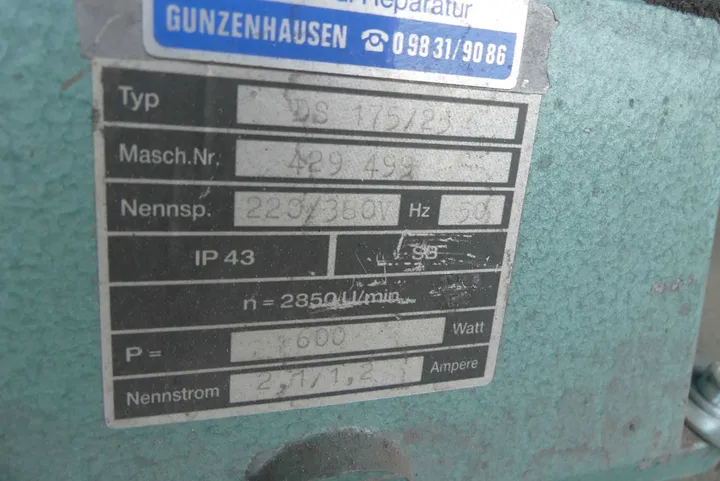 Reparatur
GUNZENHAUSEN ☎ 0 98 31/90 86
Typ DS 175/25
Masch.Nr. 429 499
Nennsp. 220/380V Hz 50
IP 43 SB
n = 2850/U/min.
P = 600 Watt
Nennstrom 2,1/1,2 Ampere